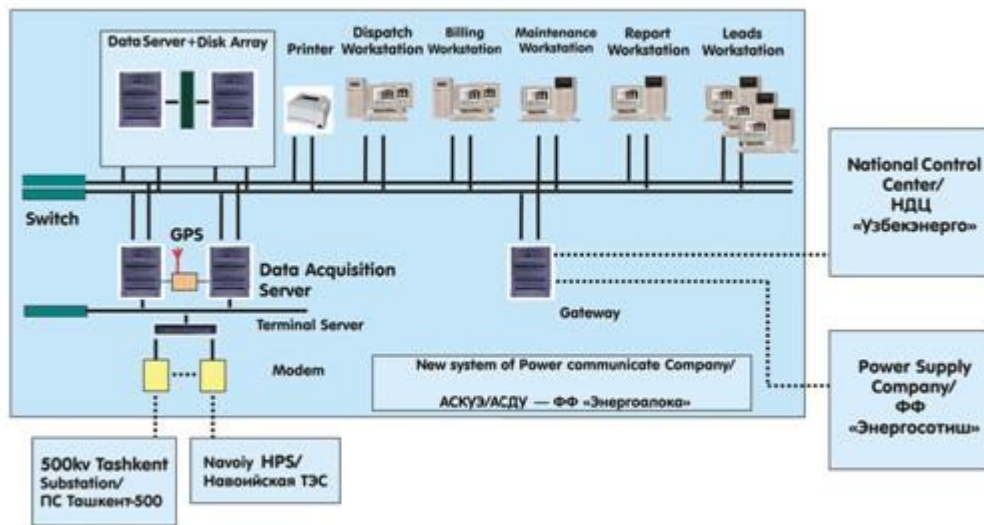 Data Server+Disk Array
Printer
Dispatch
Workstation
Billing
Workstation
Maintenance
Workstation
Report
Workstation
Leads
Workstation
National Control
Center/
НДЦ
«Узбекэнерго»
Switch
GPS
Data Acquisition
Server
Gateway
Terminal Server
Modem
New system of Power communicate Company/
АСКУЭ/АСДУ — ФФ «Энергоалока»
Power Supply
Company/
ФФ
«Энергосотиш»
500kv Tashkent
Substation/
ПС Ташкент-500
Navoiy HPS/
Навоийская ТЭС